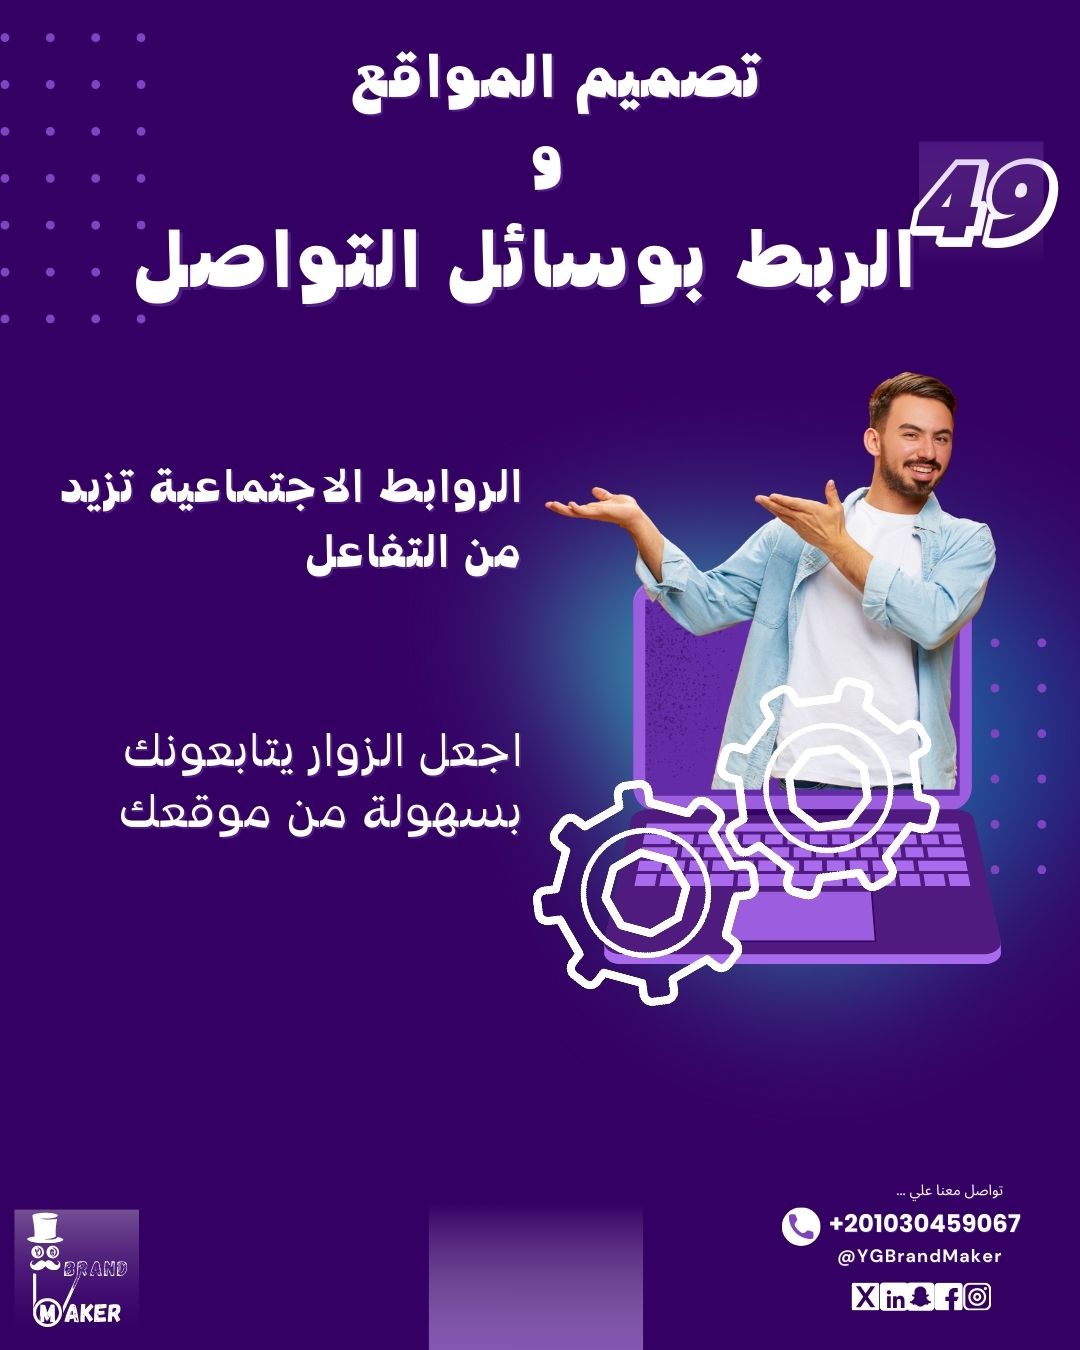 تصميم المواقع
و
49
الربط بوسائل التواصل
الروابط الاجتماعية تزيد
من التفاعل
اجعل الزوار يتابعونك
بسهولة من موقعك
تواصل معنا علي ...
+201030459067
@YGBrandMaker
BRAND
MAKER